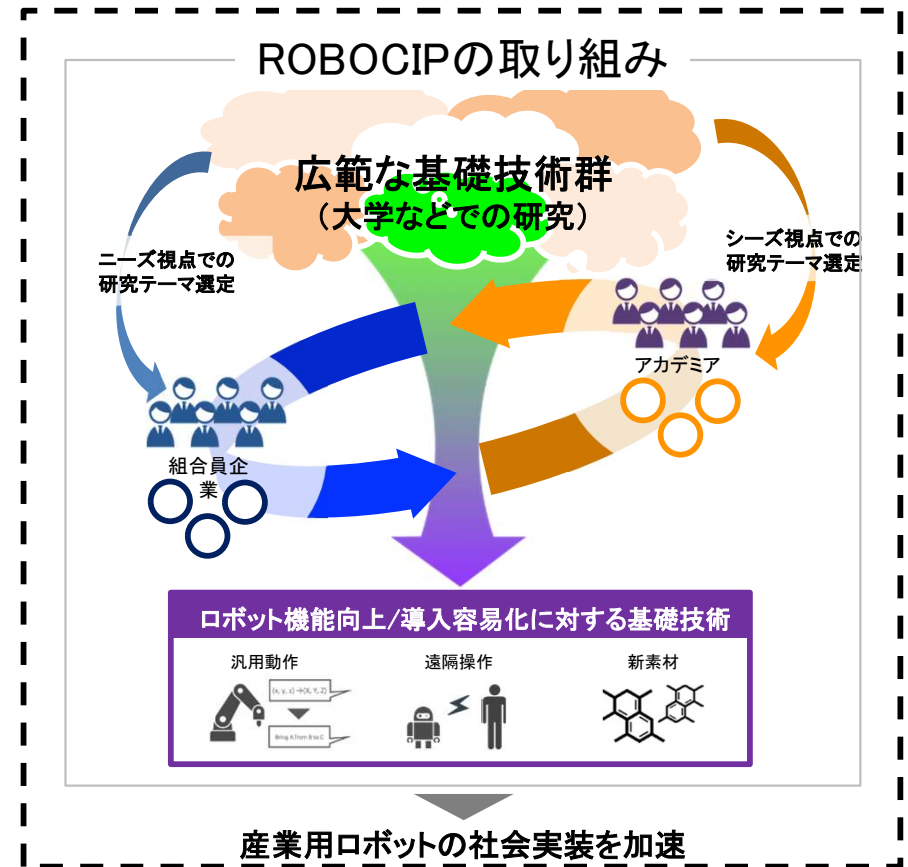 ROBOCIPの取り組み
広範な基礎技術群
（大学などでの研究）
ニーズ視点での
研究テーマ選定
シーズ視点での
研究テーマ選定
アカデミア
組合員企
業
ロボット機能向上/導入容易化に対する基礎技術
汎用動作
遠隔操作
新素材
(x, y, z) →(X, Y, Z)
Bring A from B to C
産業用ロボットの社会実装を加速